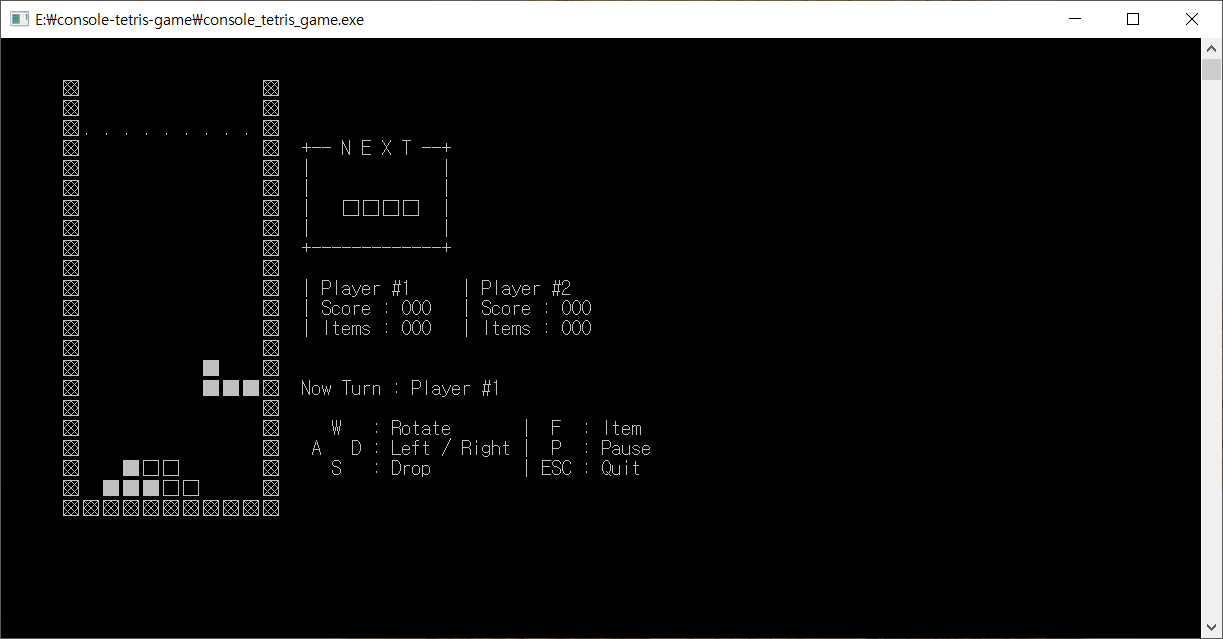 E:₩console-tetris-game₩console_tetris_game.exe
+-- N E X T --+
| Player #1 | Player #2
| Score : 000 | Score : 000
| Items : 000 | Items : 000
Now Turn : Player #1
W : Rotate | F : Item
A D : Left / Right | P : Pause
S : Drop | ESC : Quit